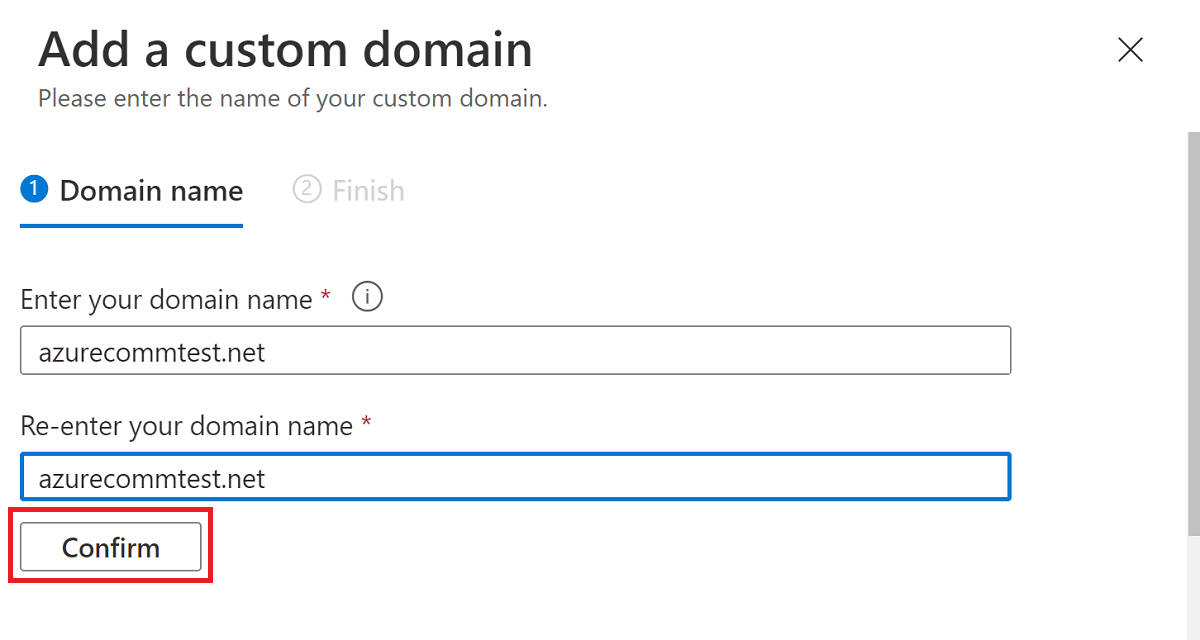 Add a custom domain
Please enter the name of your custom domain.
1 Domain name 2 Finish
Enter your domain name * i
azurecommtest.net
Re-enter your domain name *
azurecommtest.net
Confirm